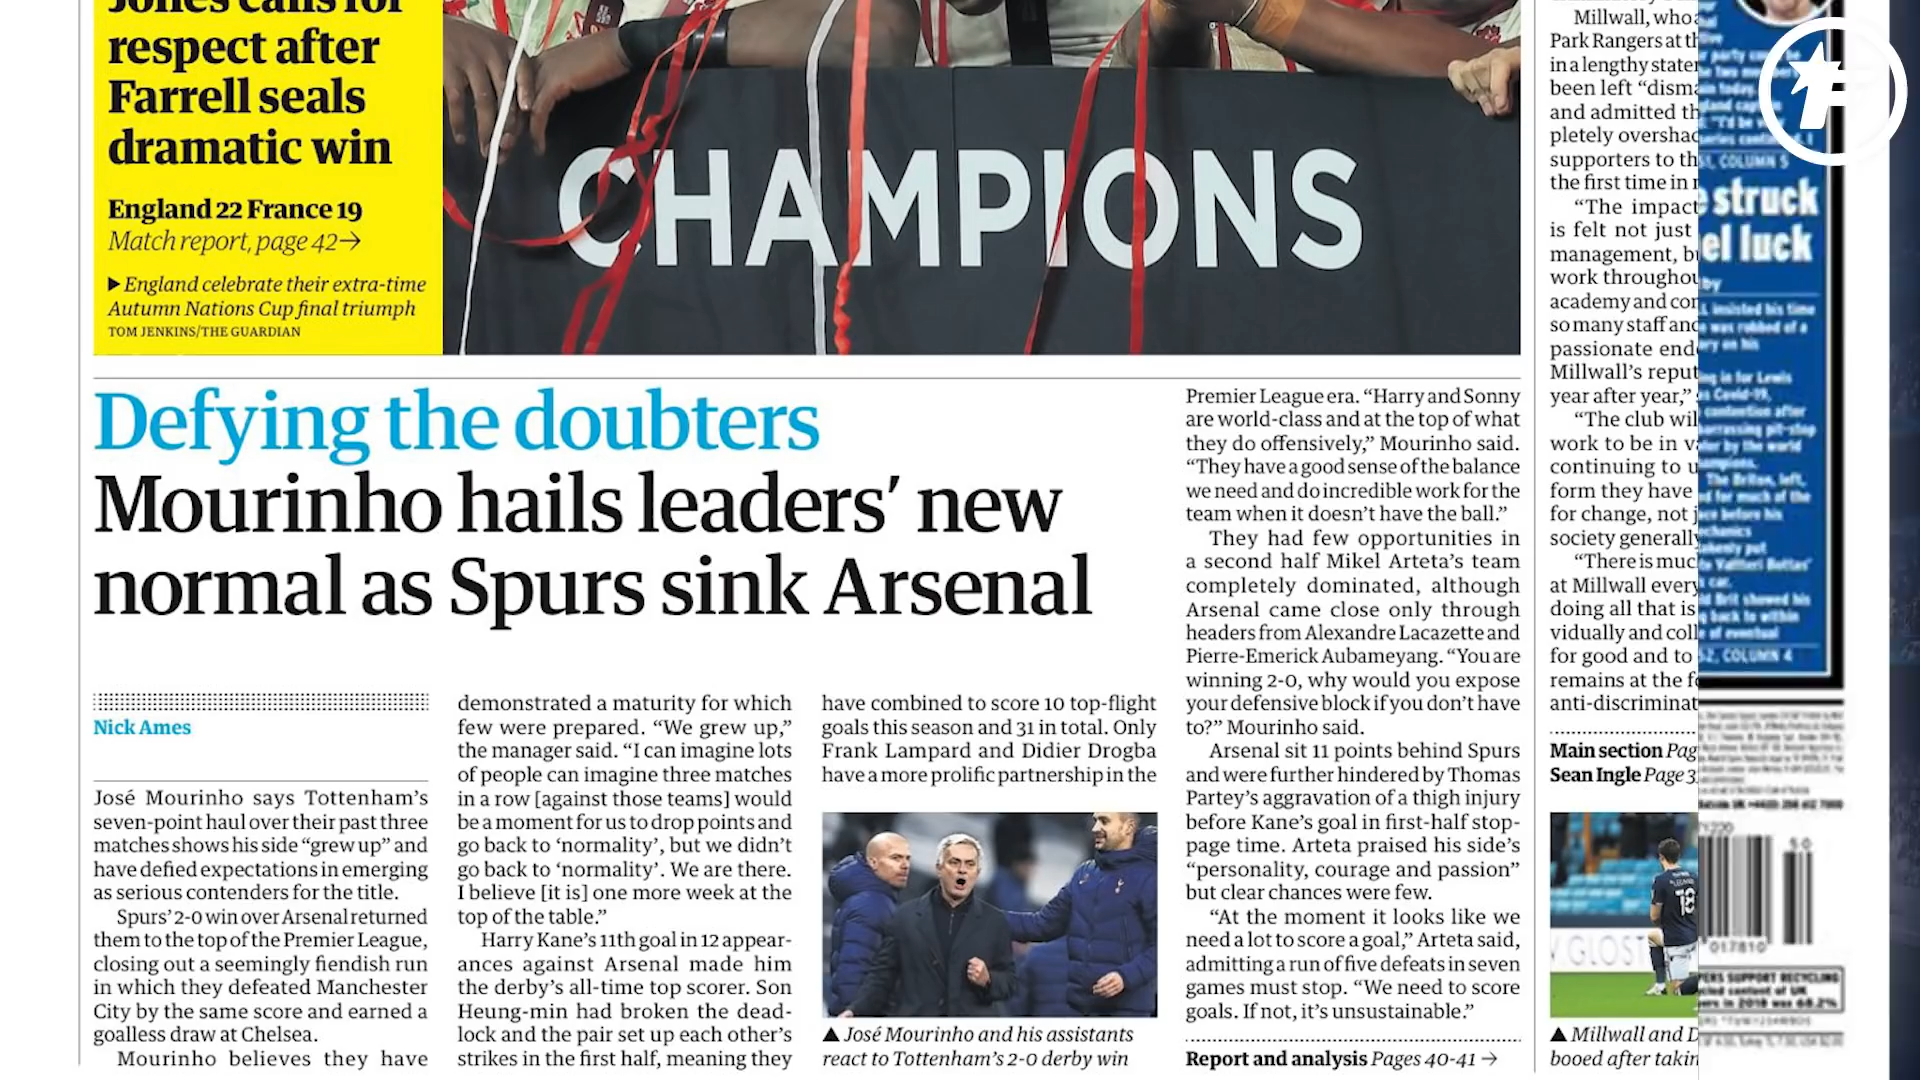 Jones calls for
respect after
Farrell seals
dramatic win
England 22 France 19
Match report, page 42→
▶ England celebrate their extra-time
Autumn Nations Cup final triumph
TOM JENKINS/THE GUARDIAN
CHAMPIONS
Defying the doubters
Mourinho hails leaders’ new
normal as Spurs sink Arsenal
Nick Ames
José Mourinho says Tottenham’s
seven-point haul over their past three
matches shows his side “grew up” and
have defied expectations in emerging
as serious contenders for the title.
Spurs’ 2-0 win over Arsenal returned
them to the top of the Premier League,
closing out a seemingly fiendish run
in which they defeated Manchester
City by the same score and earned a
goalless draw at Chelsea.
Mourinho believes they have
demonstrated a maturity for which
few were prepared. “We grew up,”
the manager said. “I can imagine lots
of people can imagine three matches
in a row [against those teams] would
be a moment for us to drop points and
go back to ‘normality’, but we didn’t
go back to ‘normality’. We are there.
I believe [it is] one more week at the
top of the table.”
Harry Kane’s 11th goal in 12 appear-
ances against Arsenal made him
the derby’s all-time top scorer. Son
Heung-min had broken the dead-
lock and the pair set up each other’s
strikes in the first half, meaning they
have combined to score 10 top-flight
goals this season and 31 in total. Only
Frank Lampard and Didier Drogba
have a more prolific partnership in the
▲ José Mourinho and his assistants
react to Tottenham’s 2-0 derby win
Premier League era. “Harry and Sonny
are world-class and at the top of what
they do offensively,” Mourinho said.
“They have a good sense of the balance
we need and do incredible work for the
team when it doesn’t have the ball.”
They had few opportunities in
a second half Mikel Arteta’s team
completely dominated, although
Arsenal came close only through
headers from Alexandre Lacazette and
Pierre-Emerick Aubameyang. “You are
winning 2-0, why would you expose
your defensive block if you don’t have
to?” Mourinho said.
Arsenal sit 11 points behind Spurs
and were further hindered by Thomas
Partey’s aggravation of a thigh injury
before Kane’s goal in first-half stop-
page time. Arteta praised his side’s
“personality, courage and passion”
but clear chances were few.
“At the moment it looks like we
need a lot to score a goal,” Arteta said,
admitting a run of five defeats in seven
games must stop. “We need to score
goals. If not, it’s unsustainable.”
Report and analysis Pages 40-41 →
Millwall, who
Park Rangers at th
in a lengthy stater
been left “disma
and admitted th
pletely overshad
supporters to th
the first time in
“The impact
is felt not just
management, bu
work throughou
academy and cor
so many staff and
passionate end
Millwall’s reput
year after year,”
“The club wil
work to be in va
continuing to u
form they have
for change, not j
society generally
“There is muc
at Millwall every
doing all that is
vidually and coll
for good and to
remains at the fo
anti-discriminat
Main section Pag
Sean Ingle Page 3
GLOST
18
▲ Millwall and D
booed after takin
struck
el luck
by
52, COLUMN 4
017810